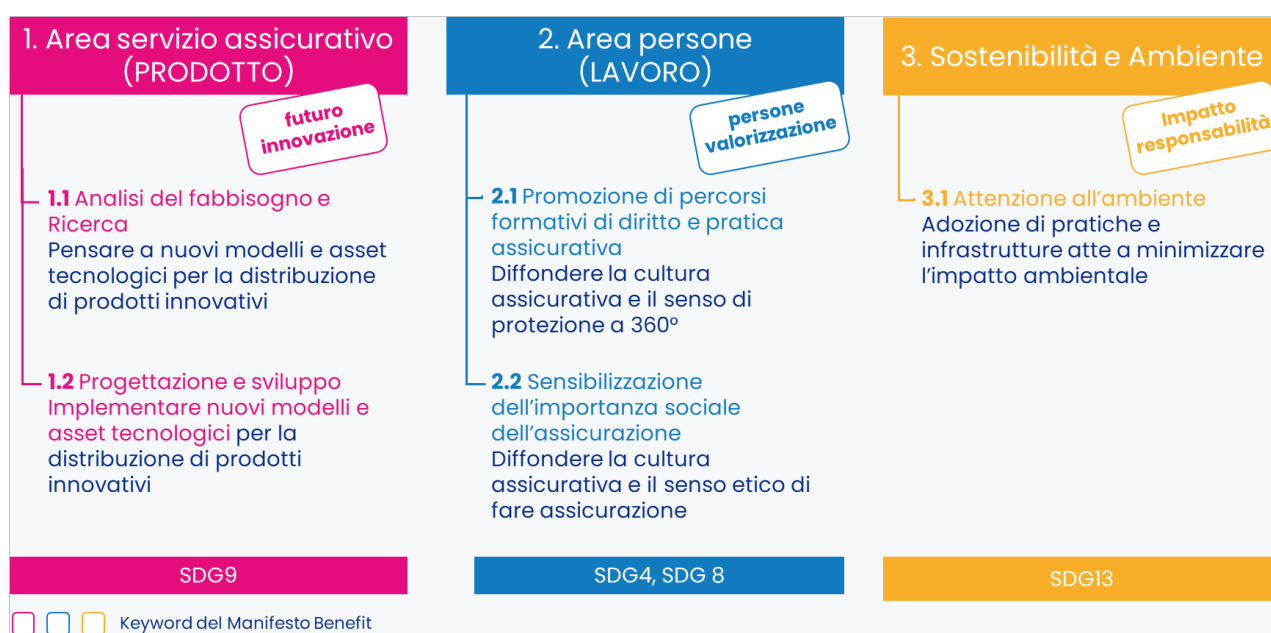 1. Area servizio assicurativo
(PRODOTTO)
futuro
innovazione
1.1 Analisi del fabbisogno e
Ricerca
Pensare a nuovi modelli e asset
tecnologici per la distribuzione
di prodotti innovativi
1.2 Progettazione e sviluppo
Implementare nuovi modelli e
asset tecnologici per la
distribuzione di prodotti
innovativi
SDG9
2. Area persone
(LAVORO)
persone
valorizzazione
2.1 Promozione di percorsi
formativi di diritto e pratica
assicurativa
Diffondere la cultura
assicurativa e il senso di
protezione a 360°
2.2 Sensibilizzazione
dell'importanza sociale
dell'assicurazione
Diffondere la cultura
assicurativa e il senso etico di
fare assicurazione
SDG4, SDG 8
3. Sostenibilità e Ambiente
Impatto
responsabilità
3.1 Attenzione all'ambiente
Adozione di pratiche e
infrastrutture atte a minimizzare
l'impatto ambientale
SDG13
Keyword del Manifesto Benefit